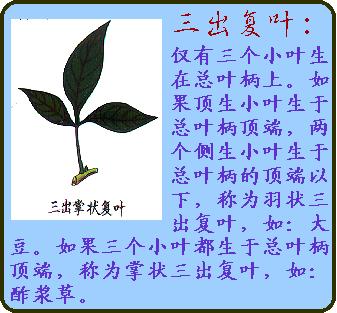 三出复叶：
仅有三个小叶生
在总叶柄上。如
果顶生小叶生于
总叶柄顶端，两
个侧生小叶生于
总叶柄的顶端以
下，称为羽状三
出复叶，如：大
豆。如果三个小叶都生于总叶柄
顶端，称为掌状三出复叶，如：
酢浆草。
三出掌状复叶